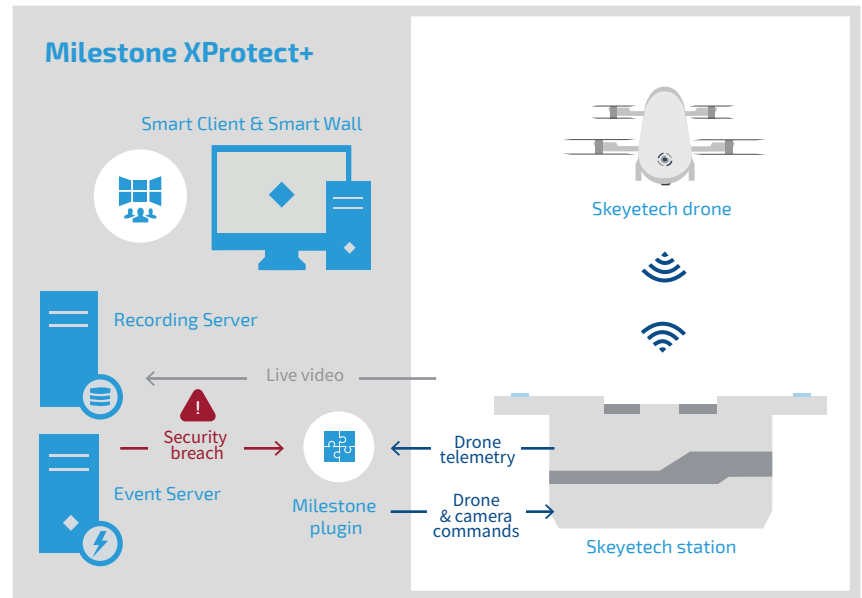 Milestone XProtect+
Smart Client & Smart Wall
Skeyetech drone
Recording Server
Live video
!
Security
breach
Drone
telemetry
Event Server
Milestone
plugin
Drone
& camera
commands
Skeyetech station